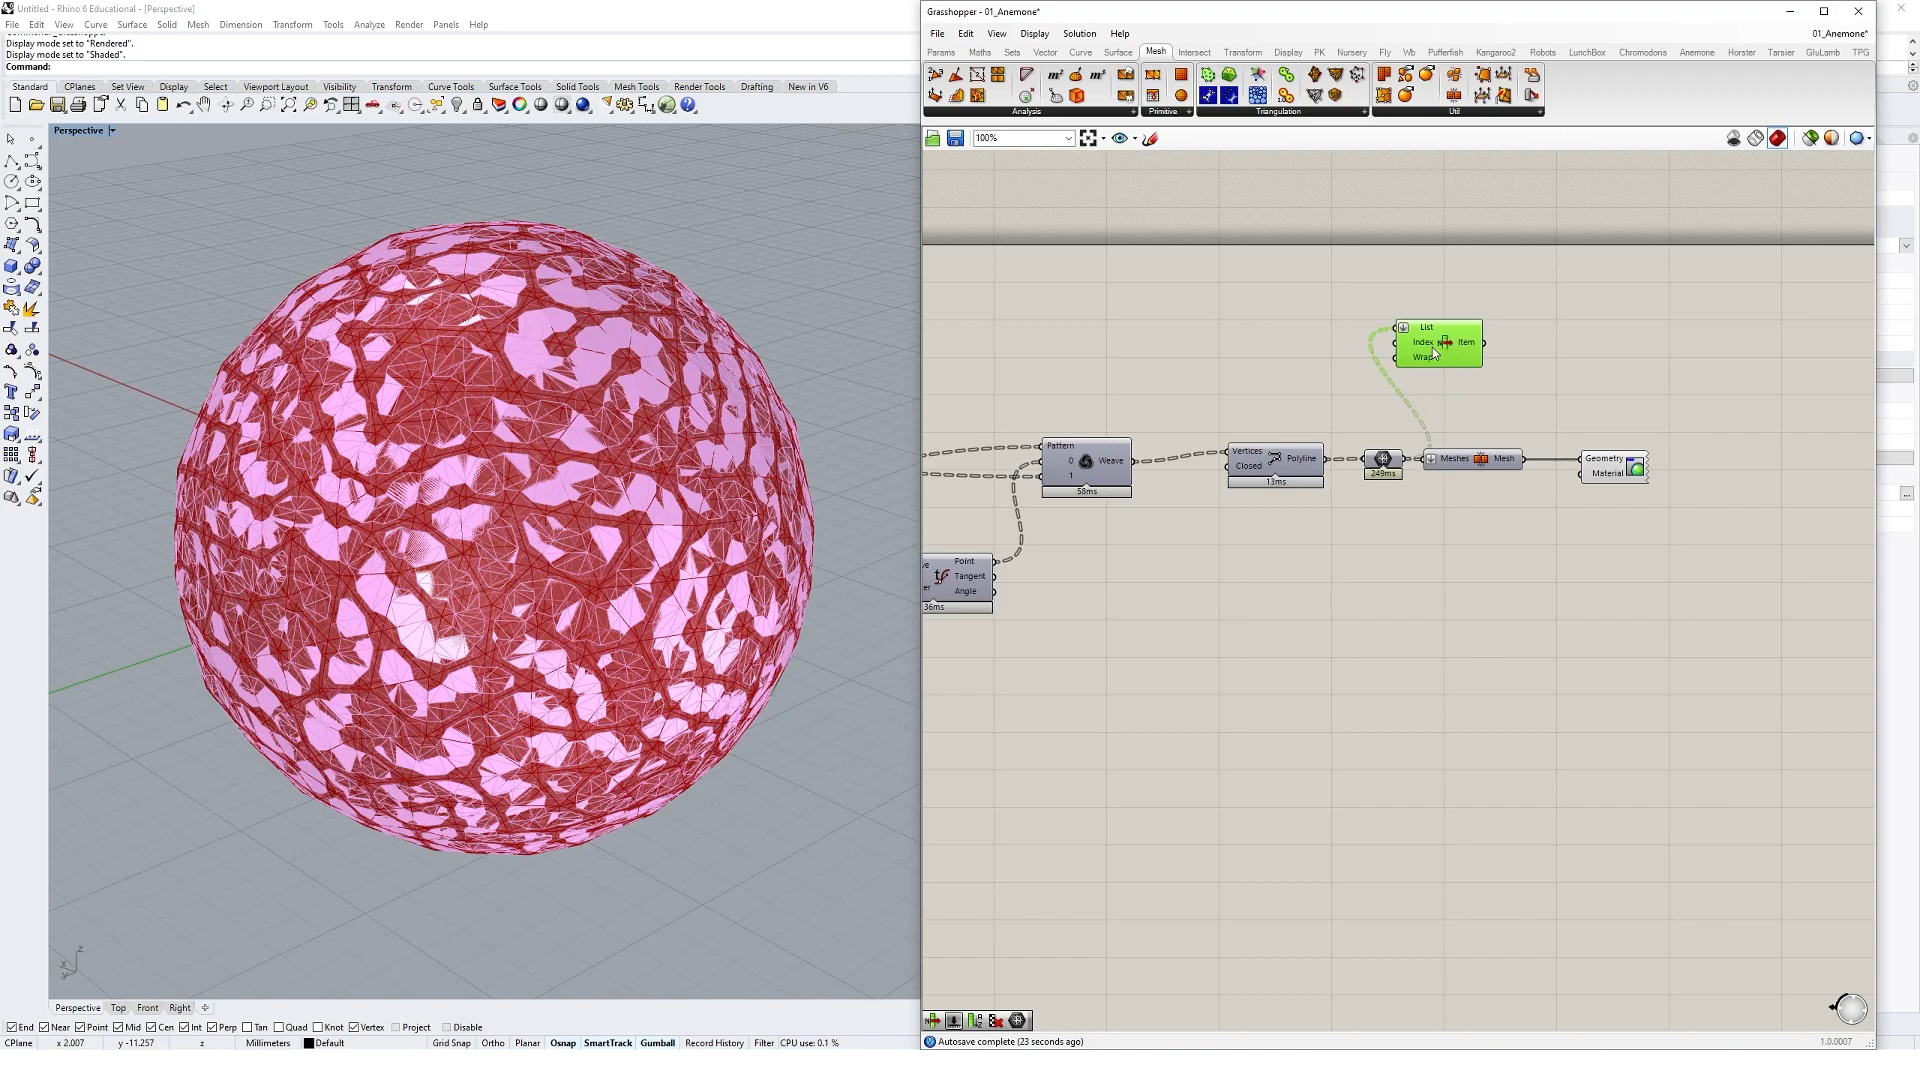 Untitled - Rhino 6 Educational - [Perspective]
File Edit View Curve Surface Solid Mesh Dimension Transform Tools Analyze Render Panels Help
Display mode set to "Rendered".
Display mode set to "Shaded".
Command:
Standard CPlanes Set View Display Select Viewport Layout Visibility Transform Curve Tools Surface Tools Solid Tools Mesh Tools Render Tools Drafting New in V6
Perspective
z
x
y
Perspective Top Front Right
End Near Point Mid Cen Int Perp Tan Quad Knot Vertex Project Disable
CPlane x 2.007 y -11.257 z Millimeters Default Grid Snap Ortho Planar Osnap SmartTrack Gumball Record History Filter CPU use: 0.1 %
Grasshopper - 01_Anemone*
File Edit View Display Solution Help
01_Anemone*
Params Maths Sets Vector Curve Surface Mesh Intersect Transform Display PK Nursery Fly Wb Pufferfish Kangaroo2 Robots LunchBox Chromodoris Anemone Horster Tarsier GluLamb TPG
Analysis Primitive Triangulation Util
100%
List
Index Item
Wrap
Pattern
0 Weave
1
58ms
Vertices
Closed
Polyline
13ms
249ms
Meshes Mesh
Geometry
Material
Point
Tangent
Angle
36ms
Autosave complete (23 seconds ago)
1.0.0007